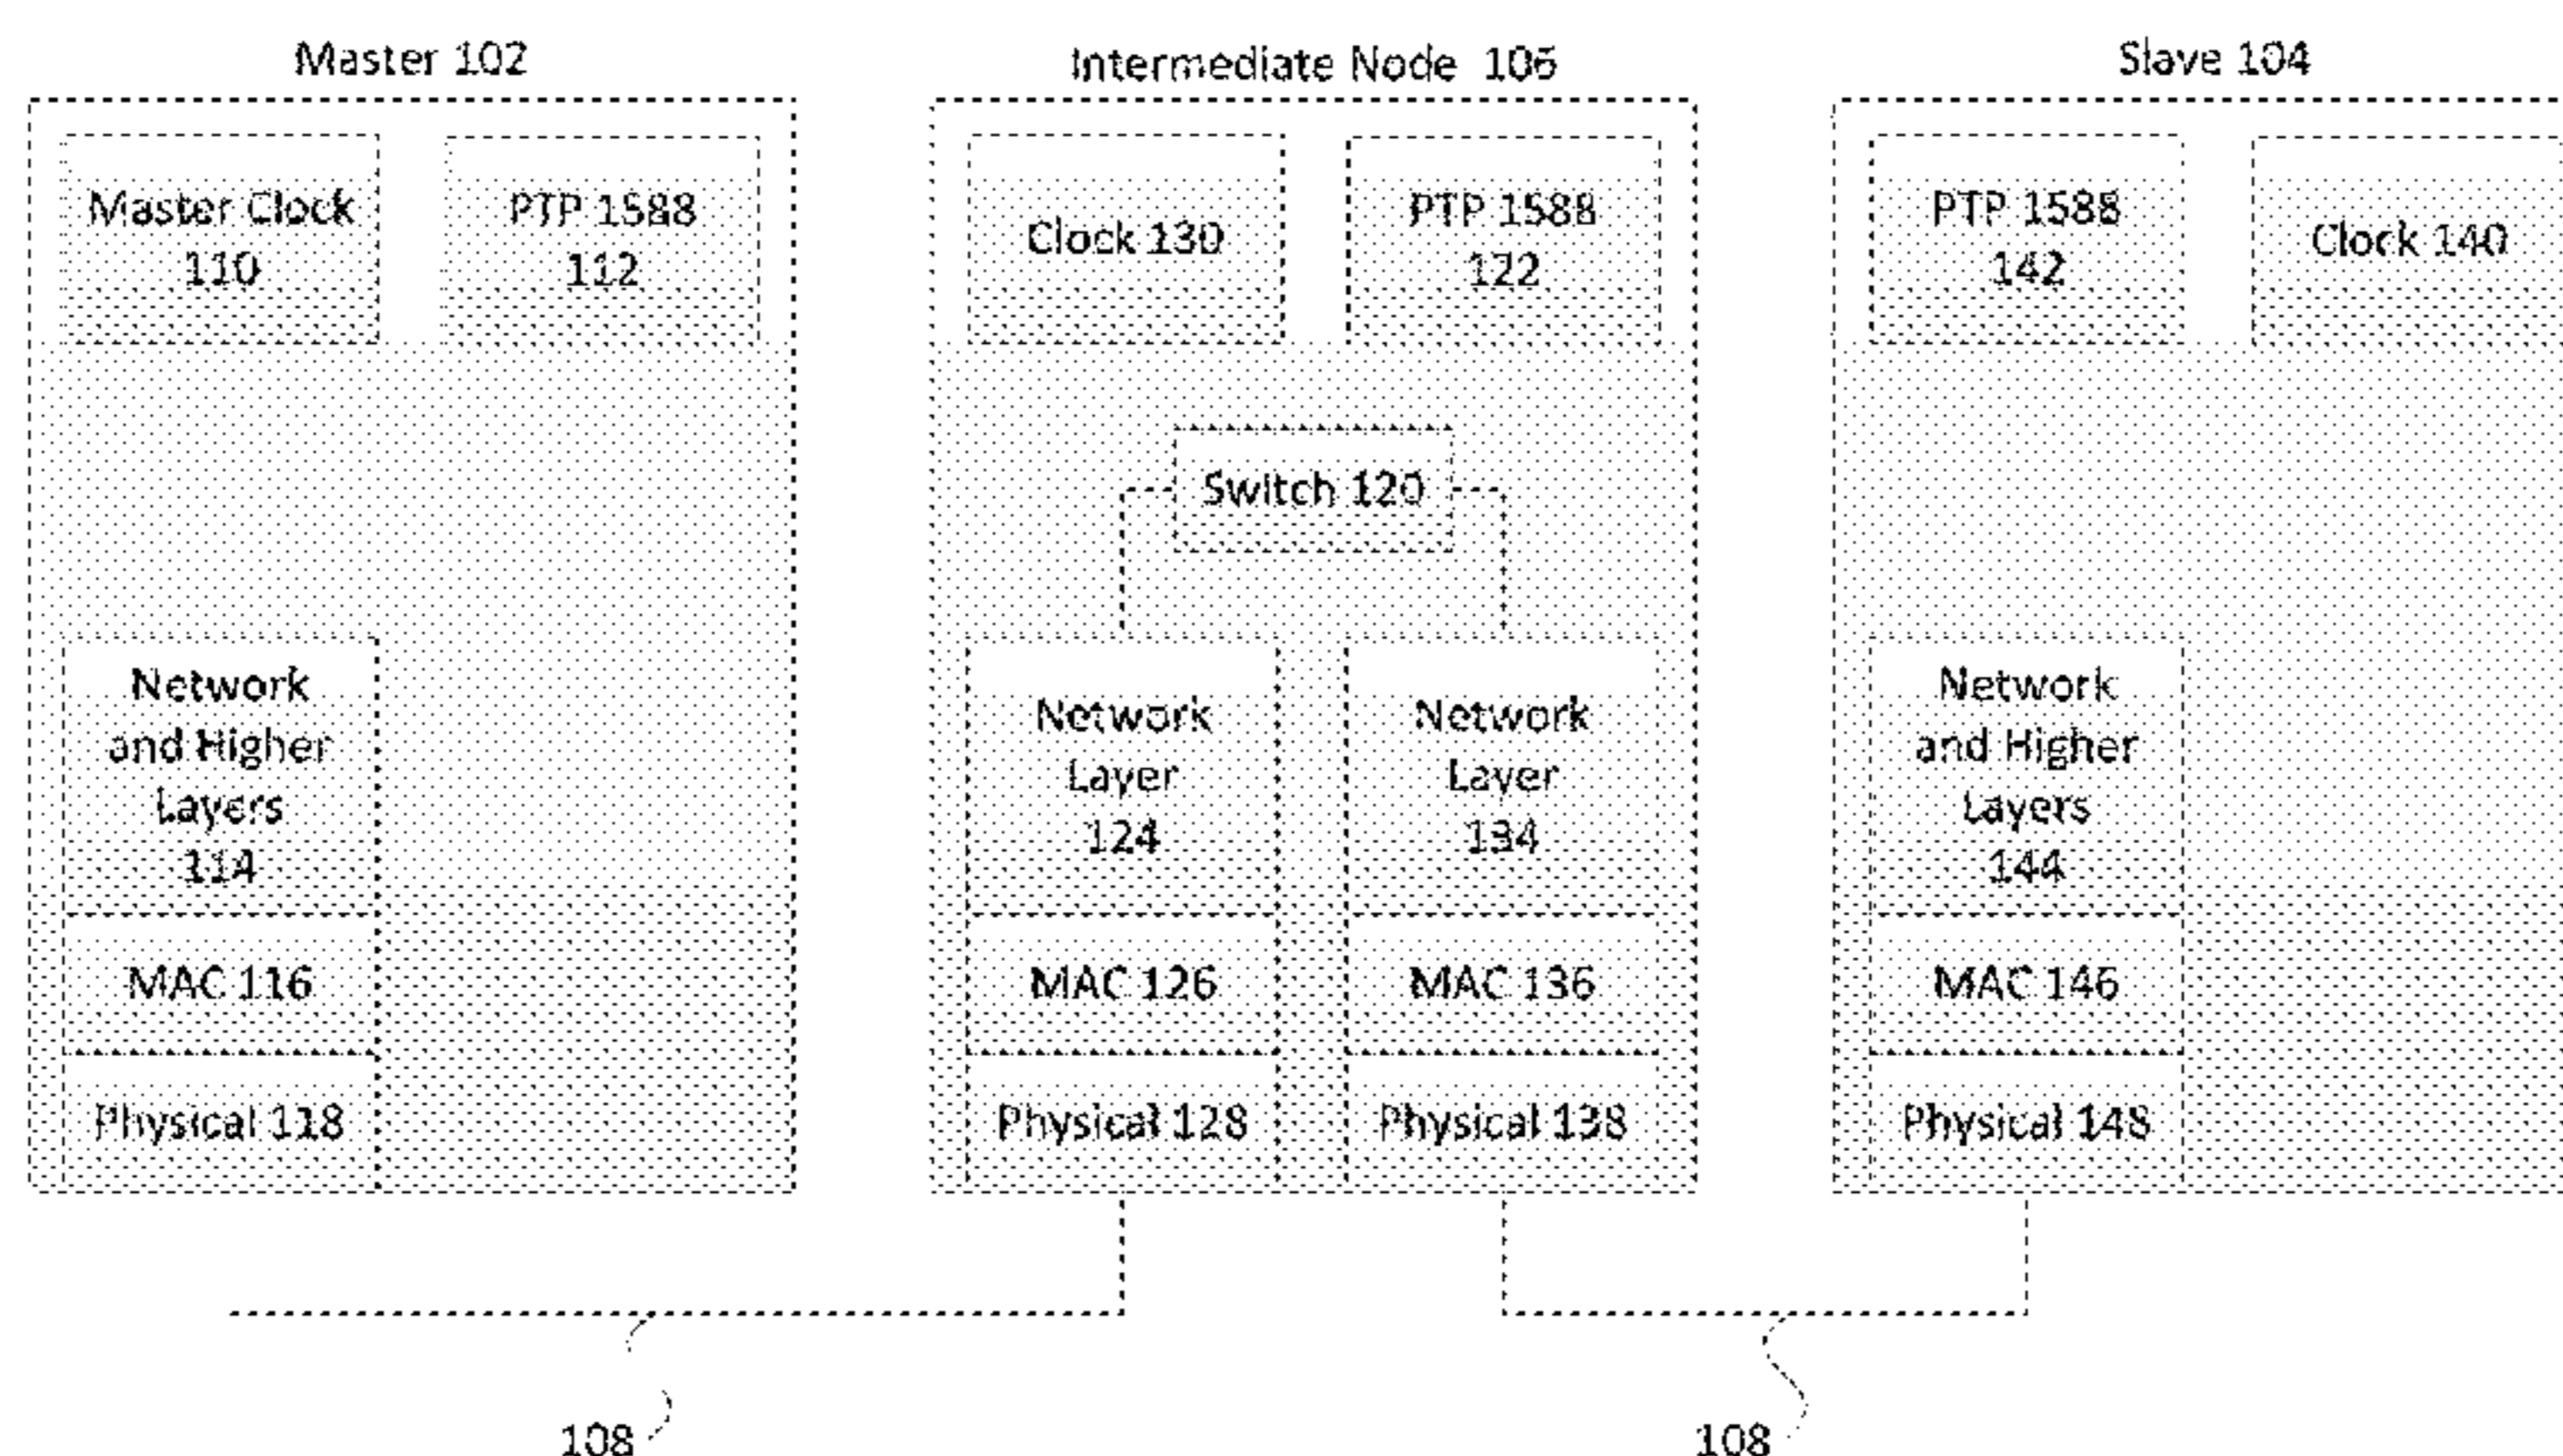 Master 102
Intermediate Node 106
Slave 104
Master Clock
110
PTP 1588
112
Clock 130
PTP 1588
122
PTP 1588
142
Clock 140
Switch 120
Network
and Higher
Layers
114
Network
Layer
124
Network
Layer
134
Network
and Higher
Layers
144
MAC 116
MAC 126
MAC 136
MAC 146
Physical 118
Physical 128
Physical 138
Physical 148
108
108